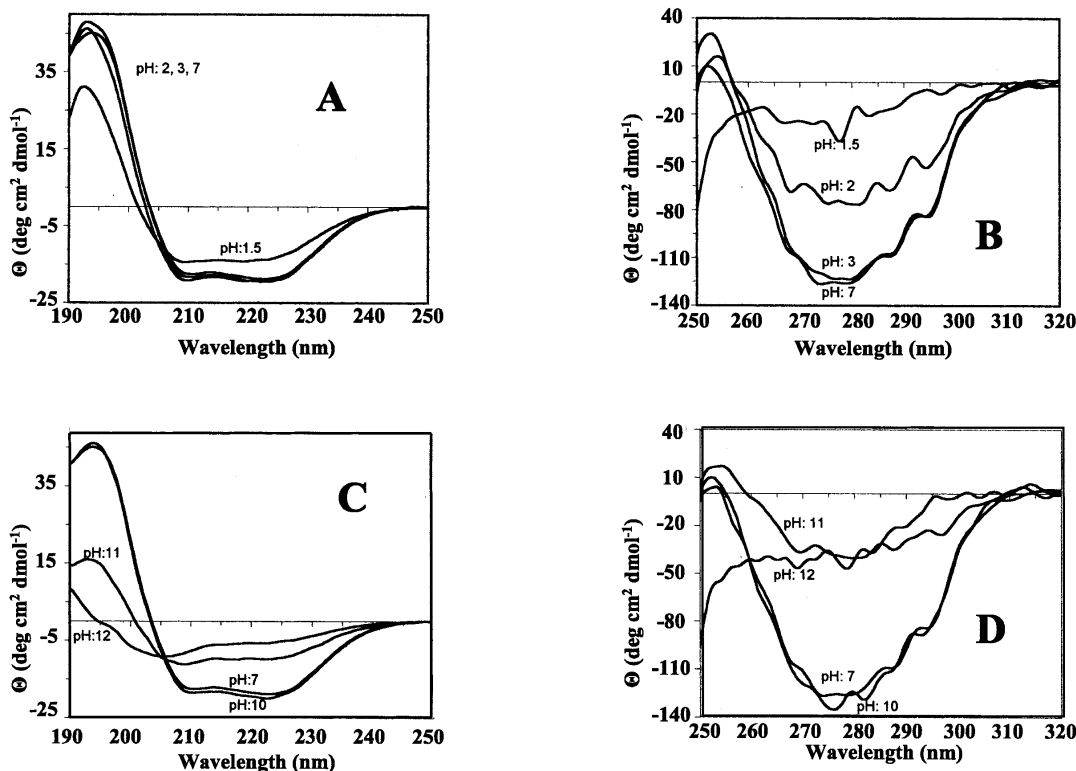 35
15
-5
-25
Θ (deg cm² dmol⁻¹)
pH: 2, 3, 7
A
pH:1.5
190 200 210 220 230 240 250
Wavelength (nm)
40
10
-20
-50
-80
-110
-140
Θ (deg cm² dmol⁻¹)
pH: 1.5
pH: 2
pH: 3
pH: 7
B
250 260 270 280 290 300 310 320
Wavelength (nm)
35
15
-5
-25
Θ (deg cm² dmol⁻¹)
C
pH:11
pH:12
pH:7
pH:10
190 200 210 220 230 240 250
Wavelength (nm)
40
10
-20
-50
-80
-110
-140
Θ (deg cm² dmol⁻¹)
pH: 11
pH: 12
D
pH: 7
pH: 10
250 260 270 280 290 300 310 320
Wavelength (nm)